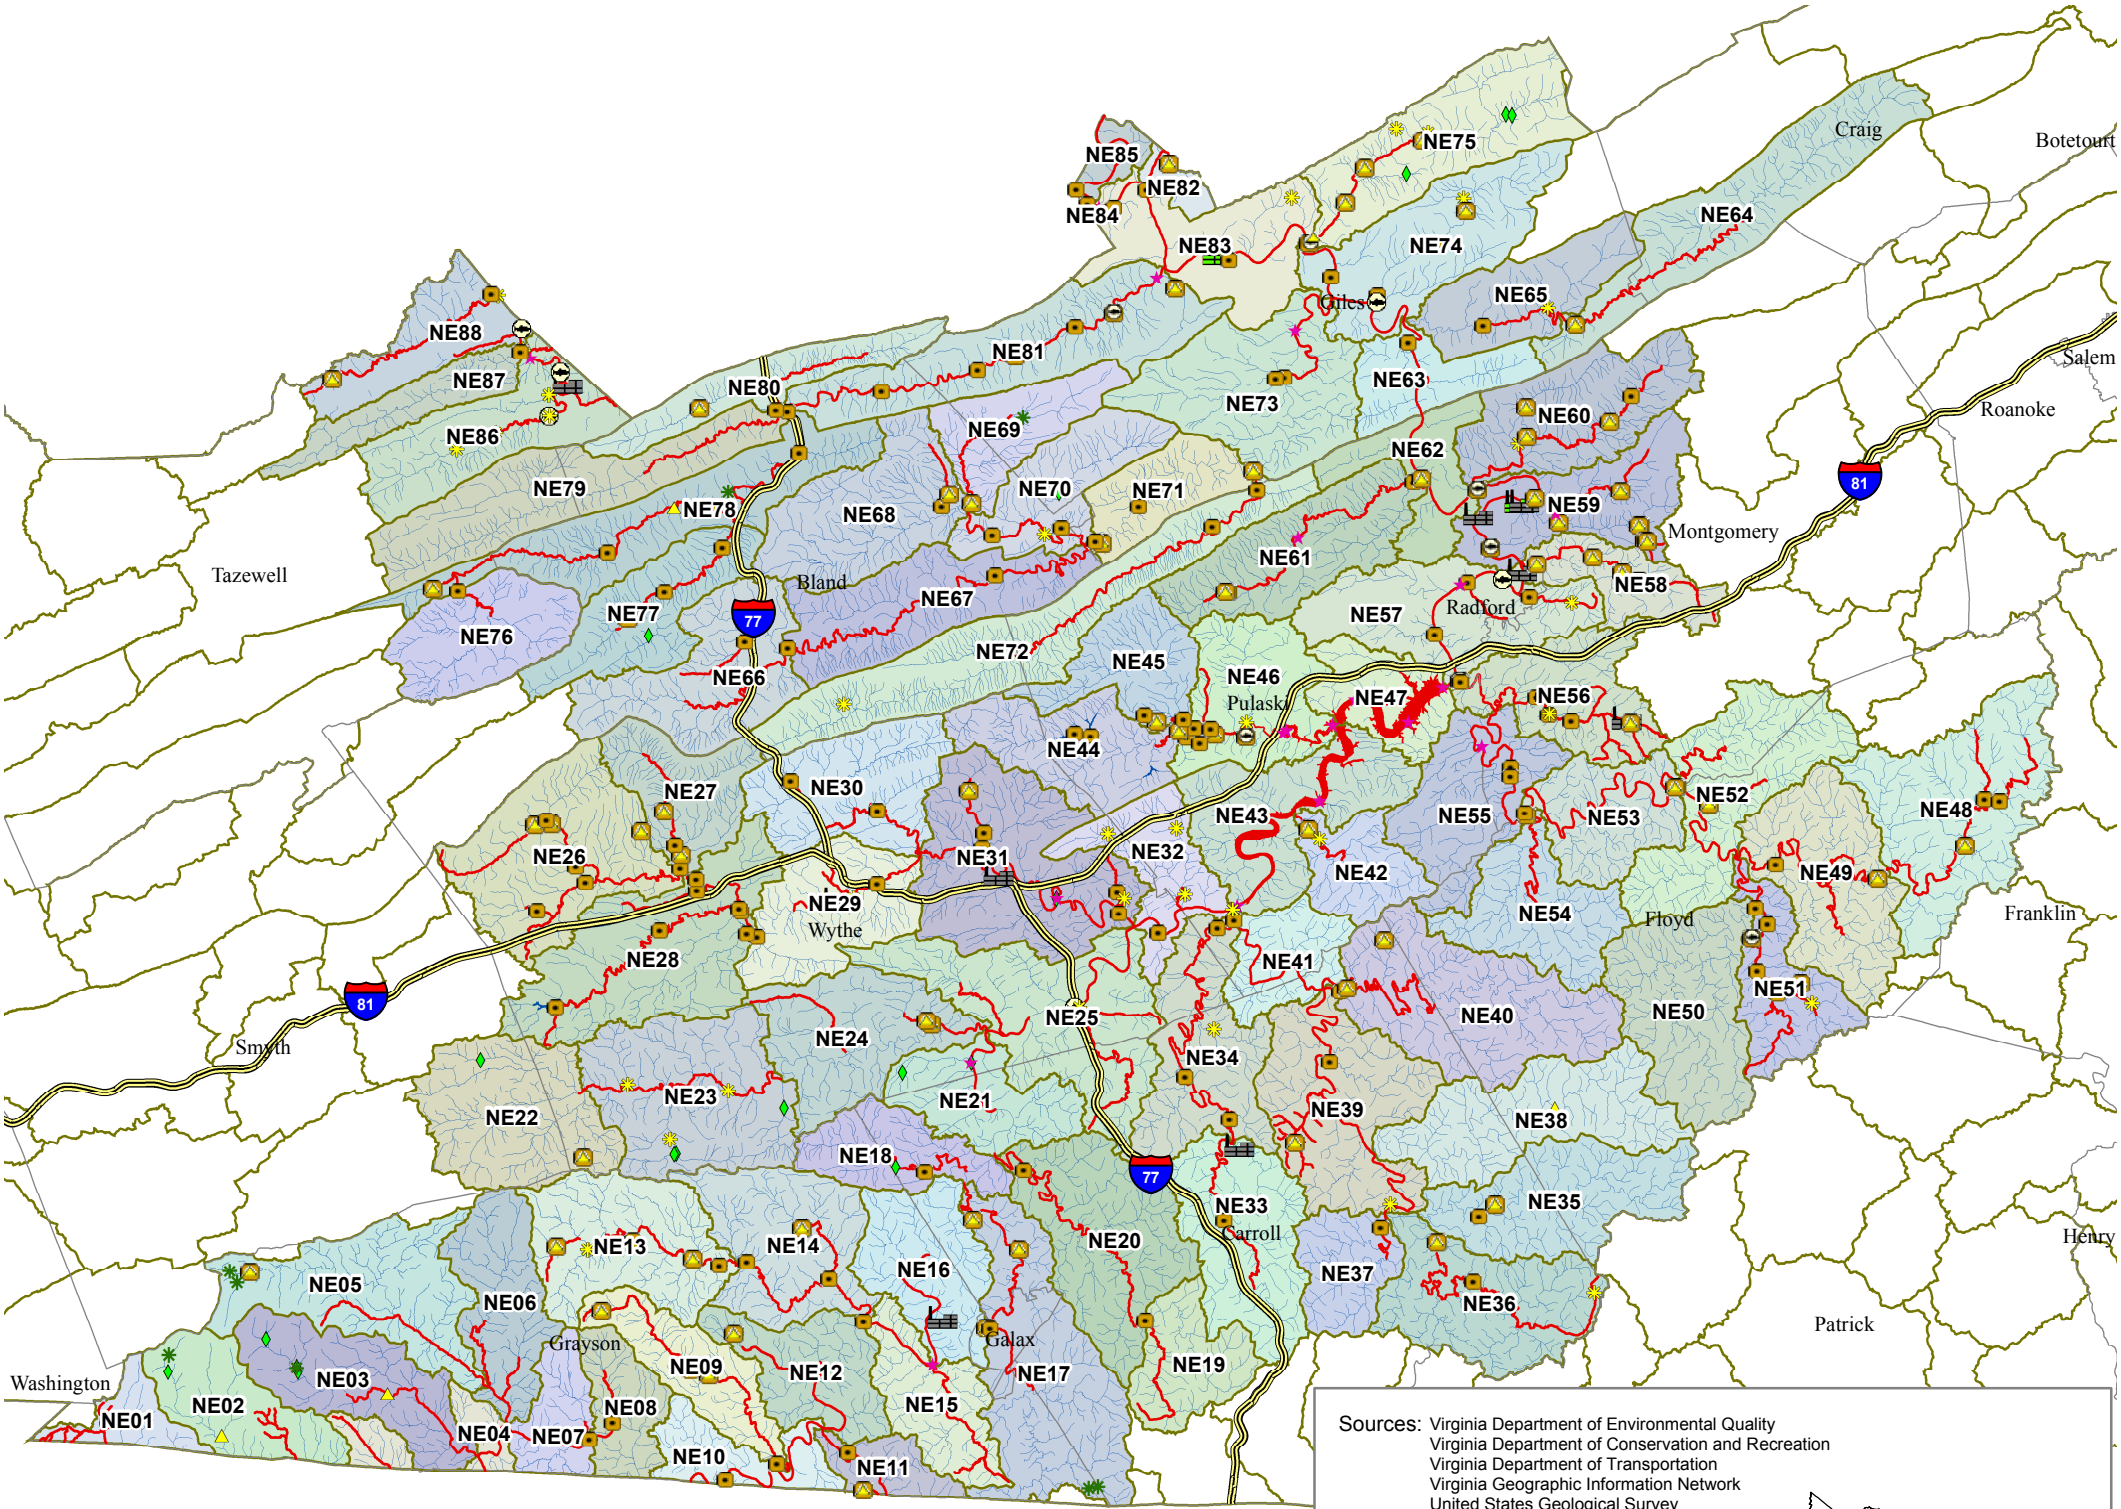 Craig
Botetourt
NE75
NE85
NE82
NE84
NE64
NE83
NE74
NE65
Giles
NE88
NE81
Salem
NE87
NE80
NE63
NE73
Roanoke
NE86
NE69
NE60
NE62
81
NE79
NE70
NE71
NE78
NE68
NE59
Montgomery
NE61
Tazewell
Bland
NE58
NE67
Radford
77
NE77
NE57
NE76
NE72
NE45
NE66
NE46
Pulaski
NE47
NE56
NE44
NE27
NE30
NE52
NE48
NE43
NE55
NE53
NE26
NE31
NE32
NE42
NE49
NE29
NE54
Floyd
Franklin
Wythe
NE28
NE41
NE51
81
NE25
NE40
NE50
NE24
Smyth
NE34
NE23
NE21
NE39
NE22
NE38
NE18
77
NE35
NE33
Carroll
NE20
Henry
NE13
NE14
NE16
NE37
NE05
NE06
NE36
Patrick
Grayson
Galax
NE09
NE12
NE19
NE03
NE17
Washington
NE02
NE08
NE15
NE01
NE04
NE07
NE10
NE11
Sources: Virginia Department of Environmental Quality
Virginia Department of Conservation and Recreation
Virginia Department of Transportation
Virginia Geographic Information Network
United States Geological Survey